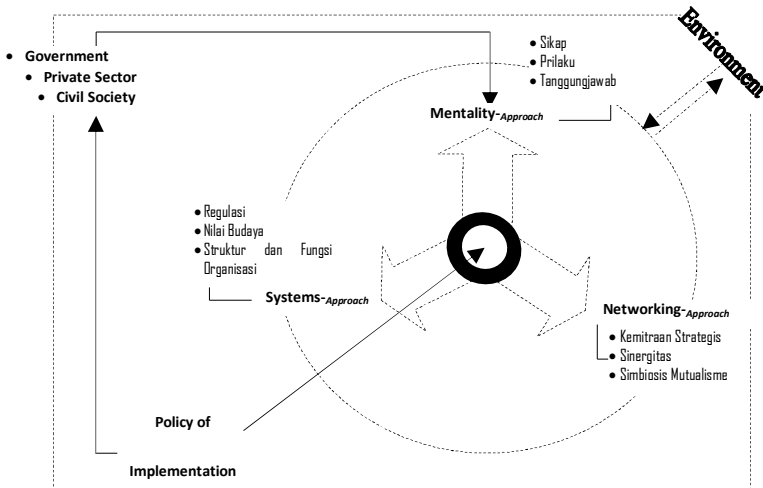 Environment
• Government
• Private Sector
• Civil Society
• Sikap
• Prilaku
• Tanggungjawab
Mentality-Approach
• Regulasi
• Nilai Budaya
• Struktur dan Fungsi
Organisasi
Systems-Approach
Networking-Approach
• Kemitraan Strategis
• Sinergitas
• Simbiosis Mutualisme
Policy of
Implementation